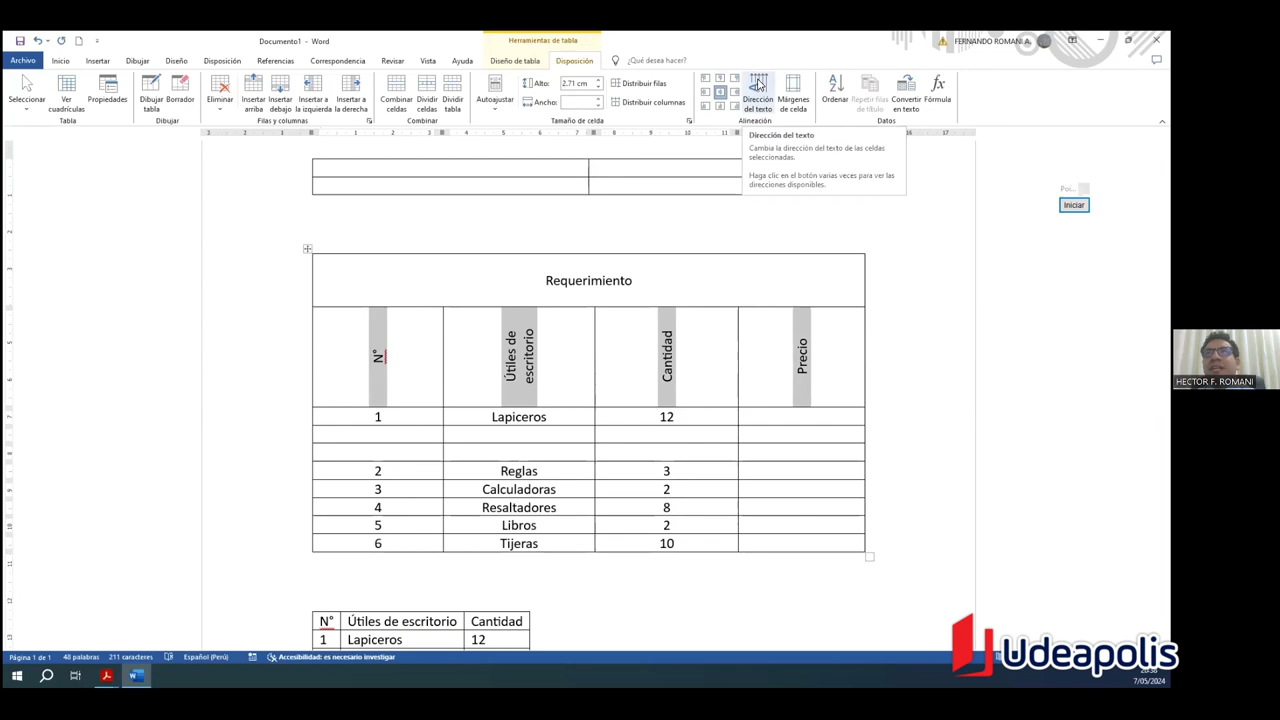 Documento1 - Word
Herramientas de tabla
FERNANDO ROMANI A.
Archivo Inicio Insertar Dibujar Diseño Disposición Referencias Correspondencia Revisar Vista Ayuda Diseño de tabla Disposición ¿Qué desea hacer?
Seleccionar
Ver cuadrículas
Propiedades
Dibujar tabla
Borrador
Eliminar
Insertar arriba
Insertar debajo
Insertar a la izquierda
Insertar a la derecha
Combinar celdas
Dividir celdas
Dividir tabla
Autoajustar
Alto: 2.71 cm
Ancho:
Distribuir filas
Distribuir columnas
Dirección del texto
Márgenes de celda
Ordenar
Repetir filas de título
Convertir en texto
Fórmula
Tabla Dibujar Filas y columnas Combinar Tamaño de celda Alineación Datos
Dirección del texto
Cambia la dirección del texto de las celdas
seleccionadas.
Haga clic en el botón varias veces para ver las
direcciones disponibles.
Poi...
Iniciar
Requerimiento
N° Útiles de escritorio Cantidad Precio
1 Lapiceros 12
2 Reglas 3
3 Calculadoras 2
4 Resaltadores 8
5 Libros 2
6 Tijeras 10
N° Útiles de escritorio Cantidad
1 Lapiceros 12
HECTOR F. ROMANI
Página 1 de 1 48 palabras 211 caracteres Español (Perú) Accesibilidad: es necesario investigar
Udeapolis
7/05/2024